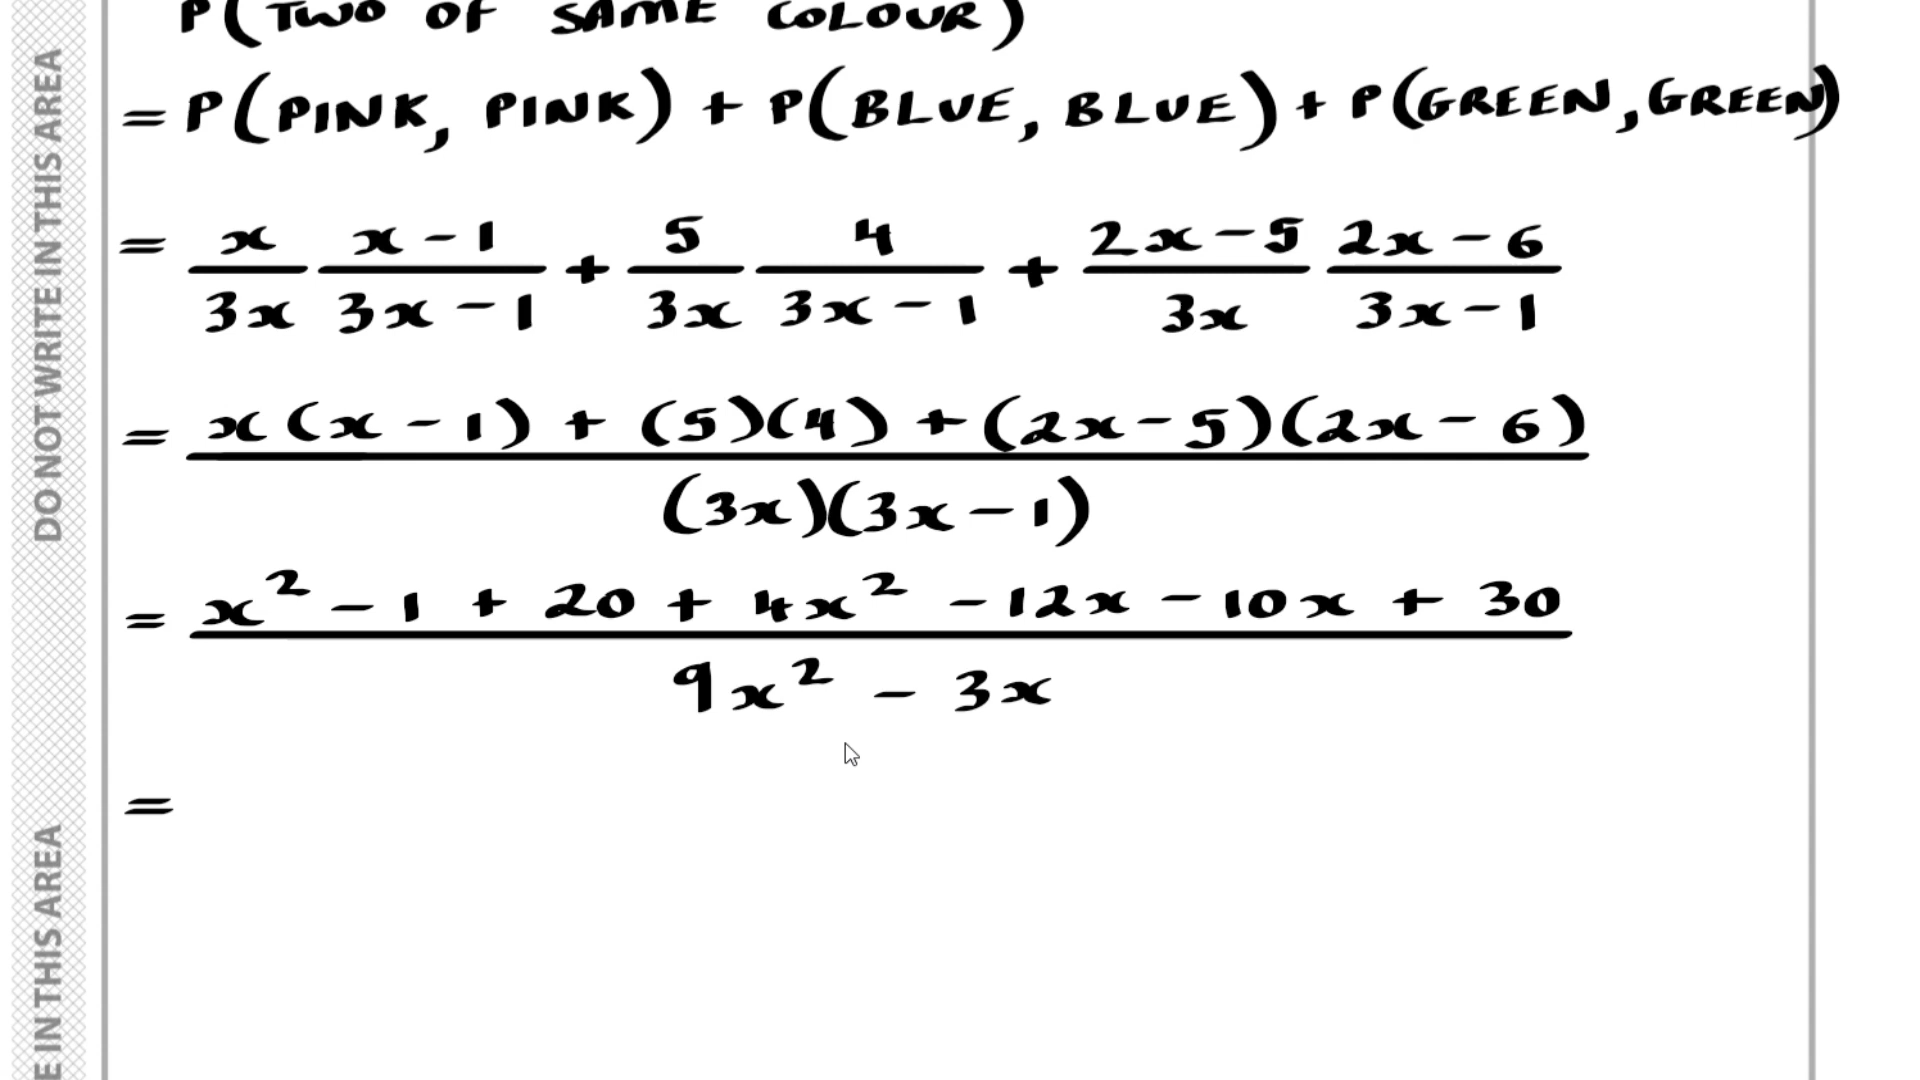 P(TWO OF SAME COLOUR)
= P(PINK, PINK) + P(BLUE, BLUE) + P(GREEN, GREEN)
= x/3x (x - 1)/(3x - 1) + 5/3x 4/(3x - 1) + (2x - 5)/3x (2x - 6)/(3x - 1)
= x(x - 1) + (5)(4) + (2x - 5)(2x - 6)
(3x)(3x - 1)
= x² - 1 + 20 + 4x² - 12x - 10x + 30
9x² - 3x
=
DO NOT WRITE IN THIS AREA
E IN THIS AREA